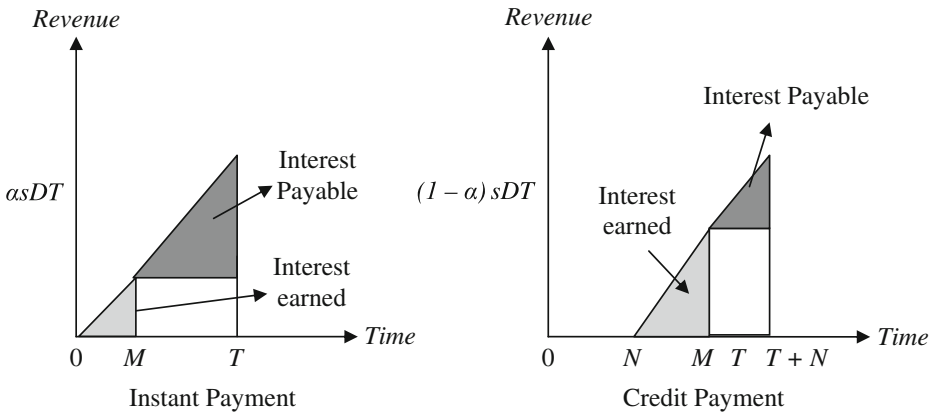 Revenue
αsDT
Interest
Payable
Interest
earned
Time
0 M T
Instant Payment
Revenue
Interest Payable
(1 – α) sDT
Interest
earned
Time
0 N M T T + N
Credit Payment